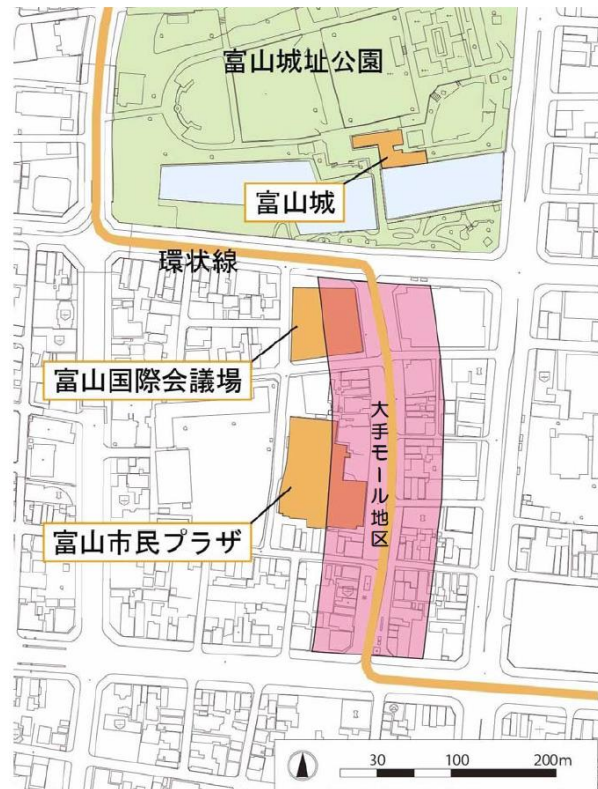 富山城址公園
富山城
環状線
富山国際会議場
大手モール地区
富山市民プラザ
30 100 200m